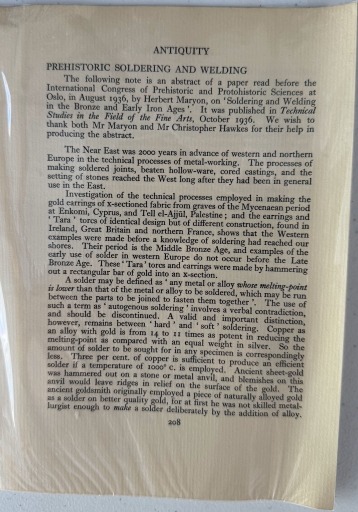 ANTIQUITY
PREHISTORIC SOLDERING AND WELDING
The following note is an abstract of a paper read before the
International Congress of Prehistoric and Protohistoric Sciences at
Oslo, in August 1936, by Herbert Maryon, on 'Soldering and Welding
in the Bronze and Early Iron Ages'. It was published in Technical
Studies in the Field of the Fine Arts, October 1936. We wish to
thank both Mr Maryon and Mr Christopher Hawkes for their help in
producing the abstract.
The Near East was 2000 years in advance of western and northern
Europe in the technical processes of metal-working. The processes of
making soldered joints, beaten hollow-ware, cored castings, and the
setting of stones reached the West long after they had been in general
use in the East.
Investigation of the technical processes employed in making the
gold earrings of x-sectioned fabric from graves of the Mycenaean period
at Enkomi, Cyprus, and Tell el-Ajjūl, Palestine; and the earrings and
'Tara' torcs of identical design but of different construction, found in
Ireland, Great Britain and northern France, shows that the Western
examples were made before a knowledge of soldering had reached our
shores. Their period is the Middle Bronze Age, and examples of the
early use of solder in western Europe do not occur before the Late
Bronze Age. These 'Tara' torcs and earrings were made by hammering
out a rectangular bar of gold into an x-section.
A solder may be defined as 'any metal or alloy whose melting-point
is lower than that of the metal or alloy to be soldered, which may be run
between the parts to be joined to fasten them together'. The use of
such a term as 'autogenous soldering' involves a verbal contradiction,
and should be discontinued. A valid and important distinction,
however, remains between 'hard' and 'soft' soldering. Copper as
an alloy with gold is from 14 to 11 times as potent in reducing the
melting-point as compared with an equal weight in silver. So the
amount of solder to be sought for in any specimen is correspondingly
less. Three per cent. of copper is sufficient to produce an efficient
solder if a temperature of 1000° C. is employed. Ancient sheet-gold
was hammered out on a stone or metal anvil, and blemishes on this
anvil would leave ridges in relief on the surface of the gold. The
ancient goldsmith originally employed a piece of naturally alloyed gold
as a solder on better quality gold, for at first he was not skilled metal-
lurgist enough to make a solder deliberately by the addition of alloy.
208